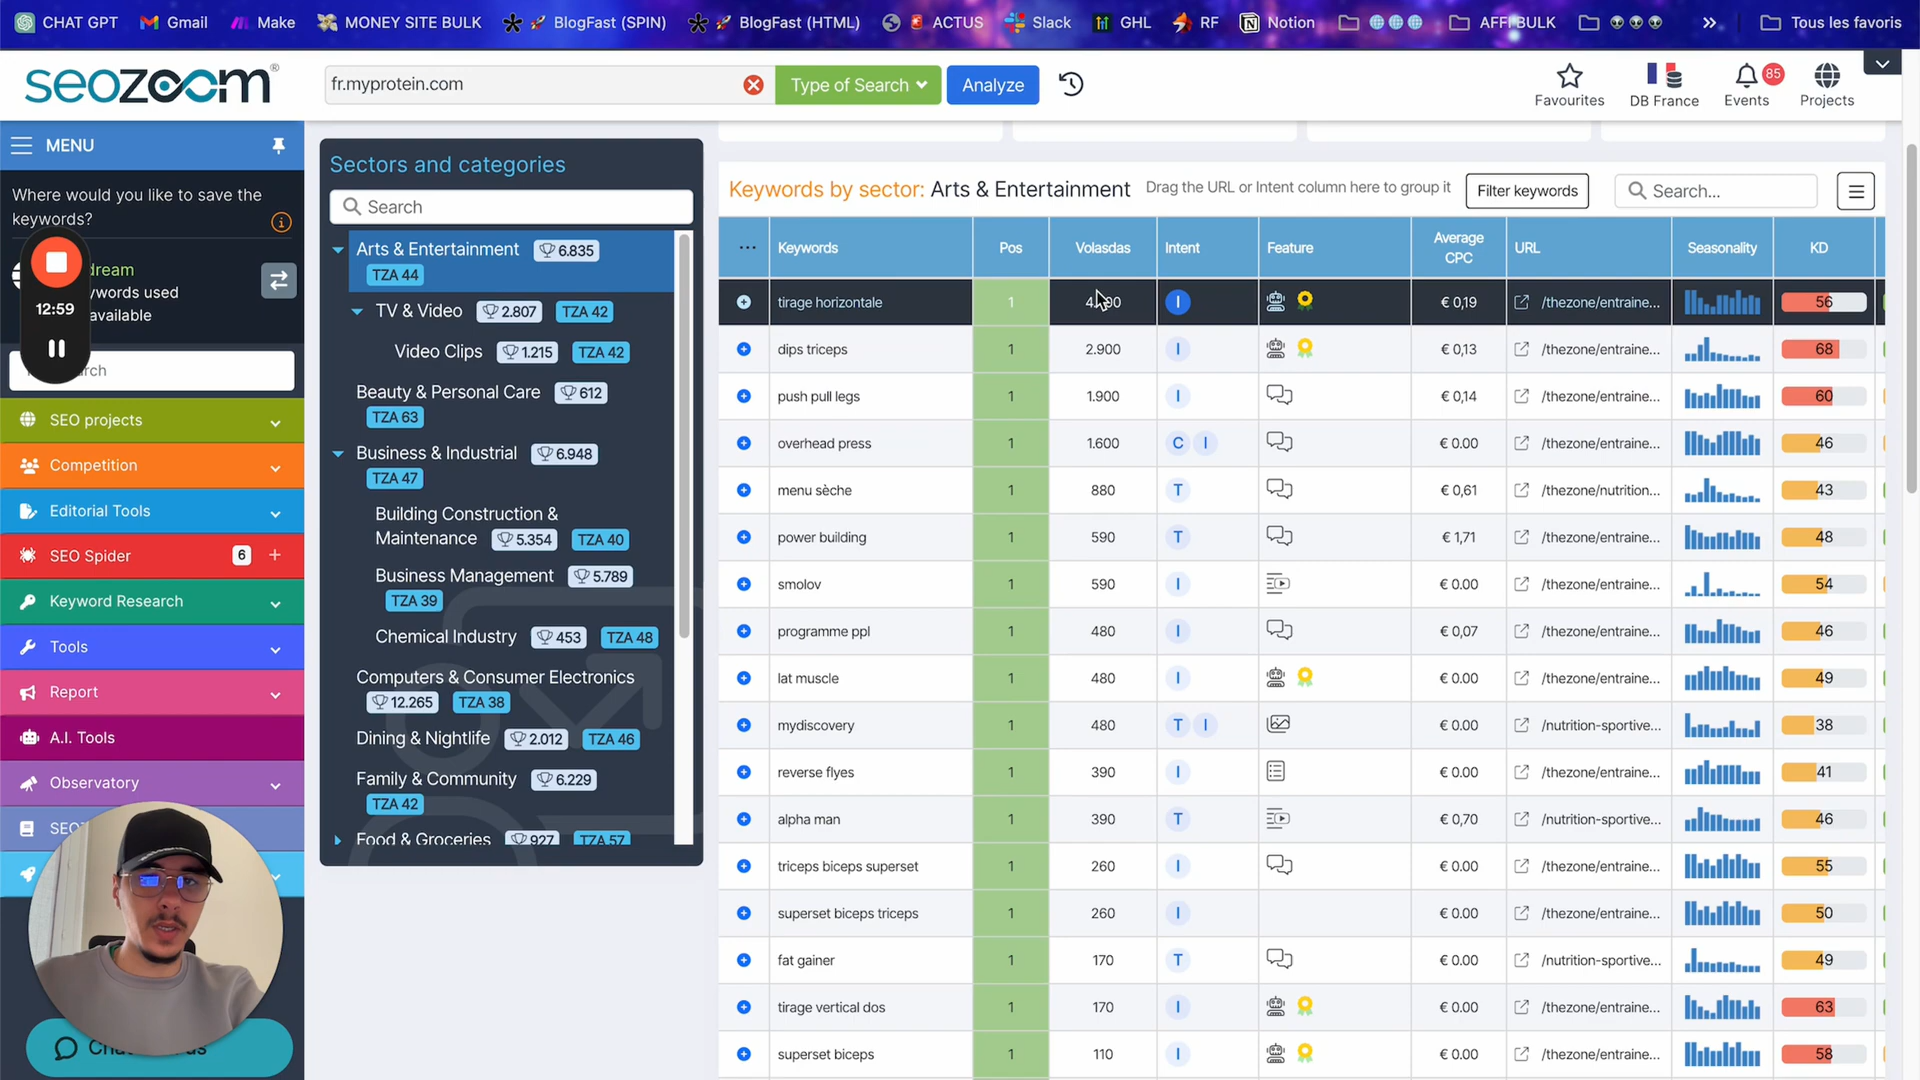 CHAT GPT Gmail Make MONEY SITE BULK BlogFast (SPIN) BlogFast (HTML) ACTUS Slack GHL RF Notion AFFI BULK » Tous les favoris
seozoom®
fr.myprotein.com Type of Search Analyze
Favourites DB France Events 85 Projects
MENU
Where would you like to save the
keywords?
dream
ywords used
available
12:59
SEO projects
Competition
Editorial Tools
SEO Spider 6 +
Keyword Research
Tools
Report
A.I. Tools
Observatory
Sectors and categories
Search
Arts & Entertainment 6.835
TZA 44
TV & Video 2.807 TZA 42
Video Clips 1.215 TZA 42
Beauty & Personal Care 612
TZA 63
Business & Industrial 6.948
TZA 47
Building Construction &
Maintenance 5.354 TZA 40
Business Management 5.789
TZA 39
Chemical Industry 453 TZA 48
Computers & Consumer Electronics
12.265 TZA 38
Dining & Nightlife 2.012 TZA 46
Family & Community 6.229
TZA 42
Food & Groceries 927 TZA 57
Keywords by sector: Arts & Entertainment Drag the URL or Intent column here to group it Filter keywords Search...
... Keywords Pos Volasdas Intent Feature Average CPC URL Seasonality KD
tirage horizontale 1 I € 0,19 /thezone/entraine... 56
dips triceps 1 2.900 I € 0,13 /thezone/entraine... 68
push pull legs 1 1.900 I € 0,14 /thezone/entraine... 60
overhead press 1 1.600 C I € 0.00 /thezone/entraine... 46
menu sèche 1 880 T € 0,61 /thezone/nutrition... 43
power building 1 590 T € 1,71 /thezone/entraine... 48
smolov 1 590 I € 0.00 /thezone/entraine... 54
programme ppl 1 480 I € 0,07 /thezone/entraine... 46
lat muscle 1 480 I € 0.00 /thezone/entraine... 49
mydiscovery 1 480 T I € 0.00 /nutrition-sportive... 38
reverse flyes 1 390 I € 0.00 /thezone/entraine... 41
alpha man 1 390 T € 0,70 /nutrition-sportive... 46
triceps biceps superset 1 260 I € 0.00 /thezone/entraine... 55
superset biceps triceps 1 260 I € 0.00 /thezone/entraine... 50
fat gainer 1 170 T € 0.00 /nutrition-sportive... 49
tirage vertical dos 1 170 I € 0.00 /thezone/entraine... 63
superset biceps 1 110 I € 0.00 /thezone/entraine... 58